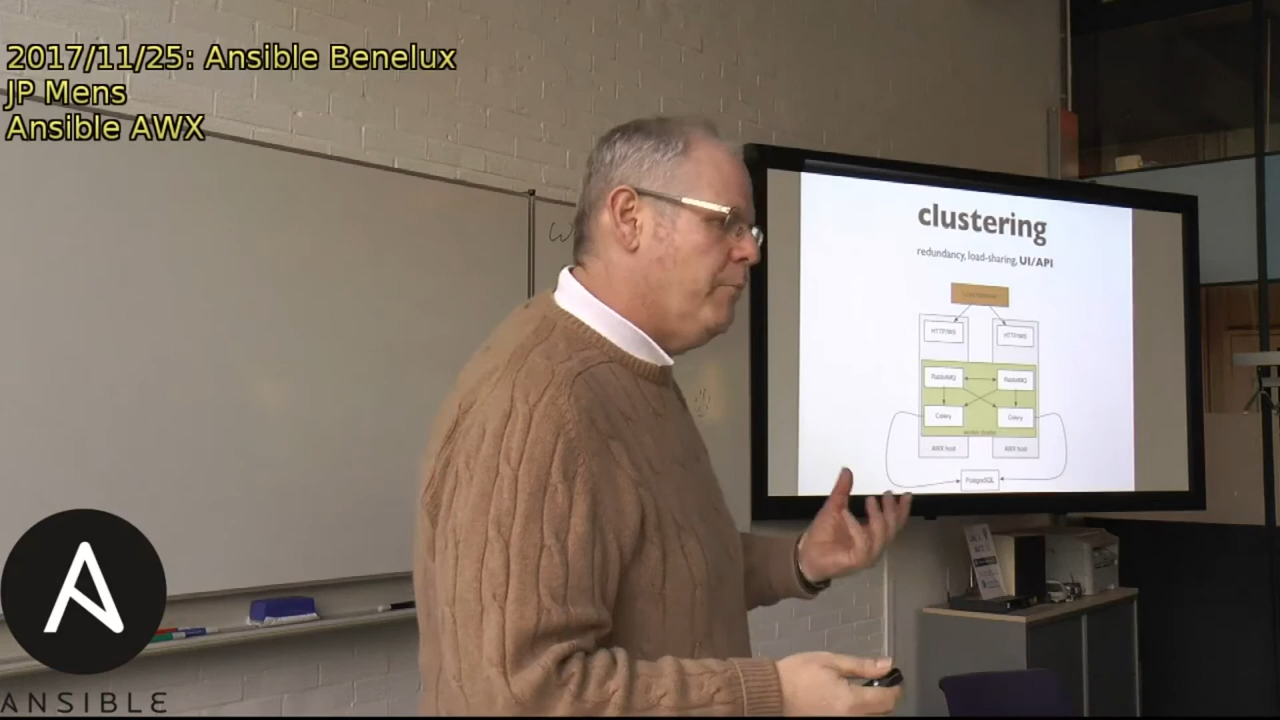 2017/11/25: Ansible Benelux
JP Mens
Ansible AWX
clustering
redundancy, load-sharing, UI/API
HTTP/WS
HTTP/WS
RabbitMQ
RabbitMQ
Celery
Celery
AWX host
AWX host
PostgreSQL
ANSIBLE